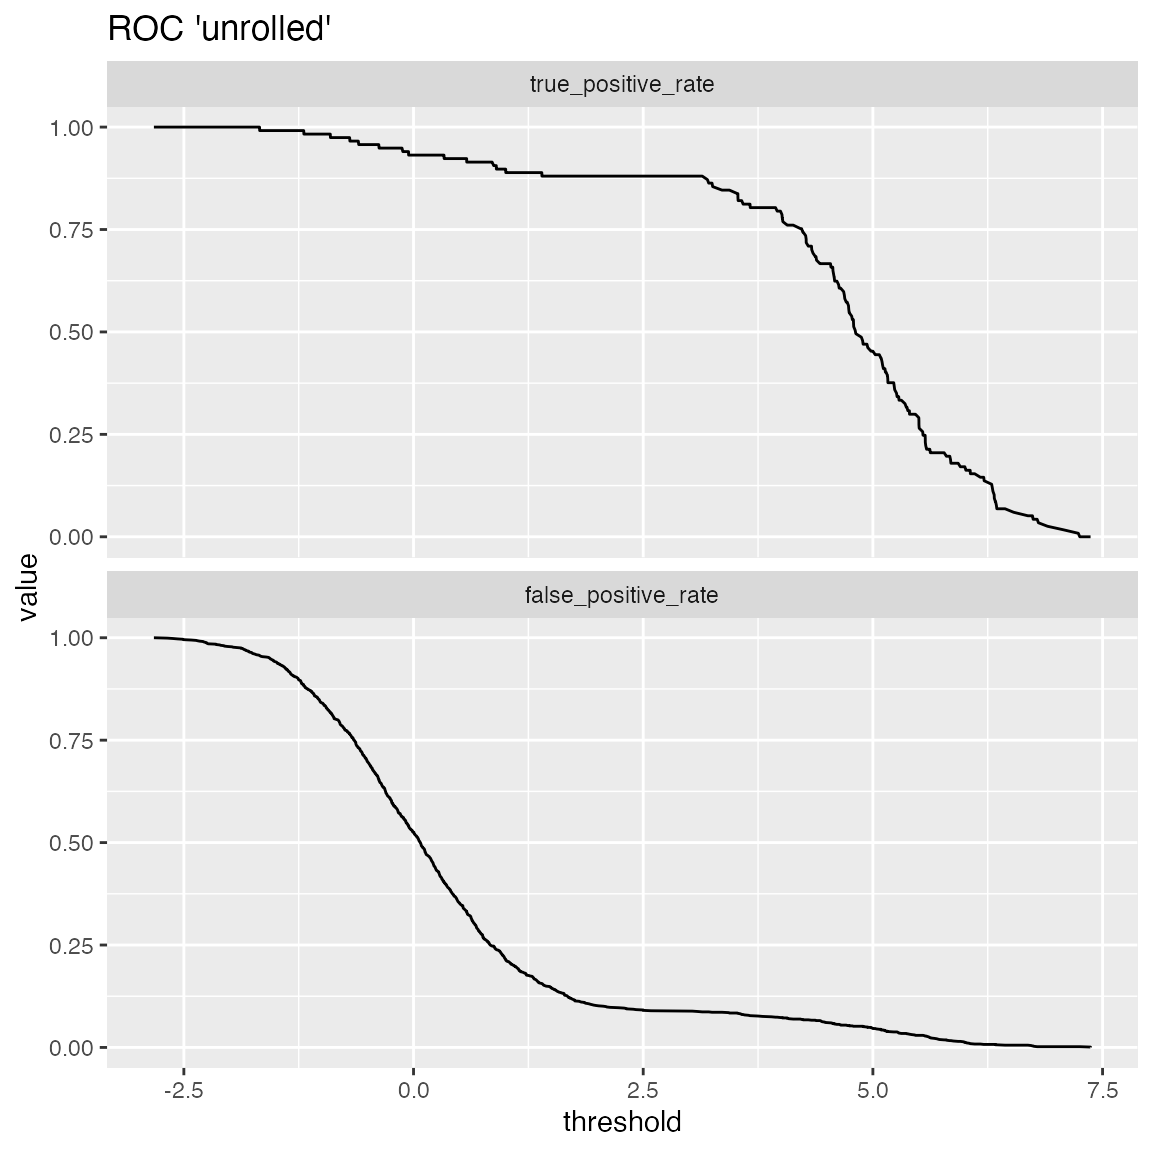 ROC 'unrolled'
true_positive_rate
1.00
0.75
0.50
0.25
0.00
value
false_positive_rate
1.00
0.75
0.50
0.25
0.00
-2.5 0.0 2.5 5.0 7.5
threshold